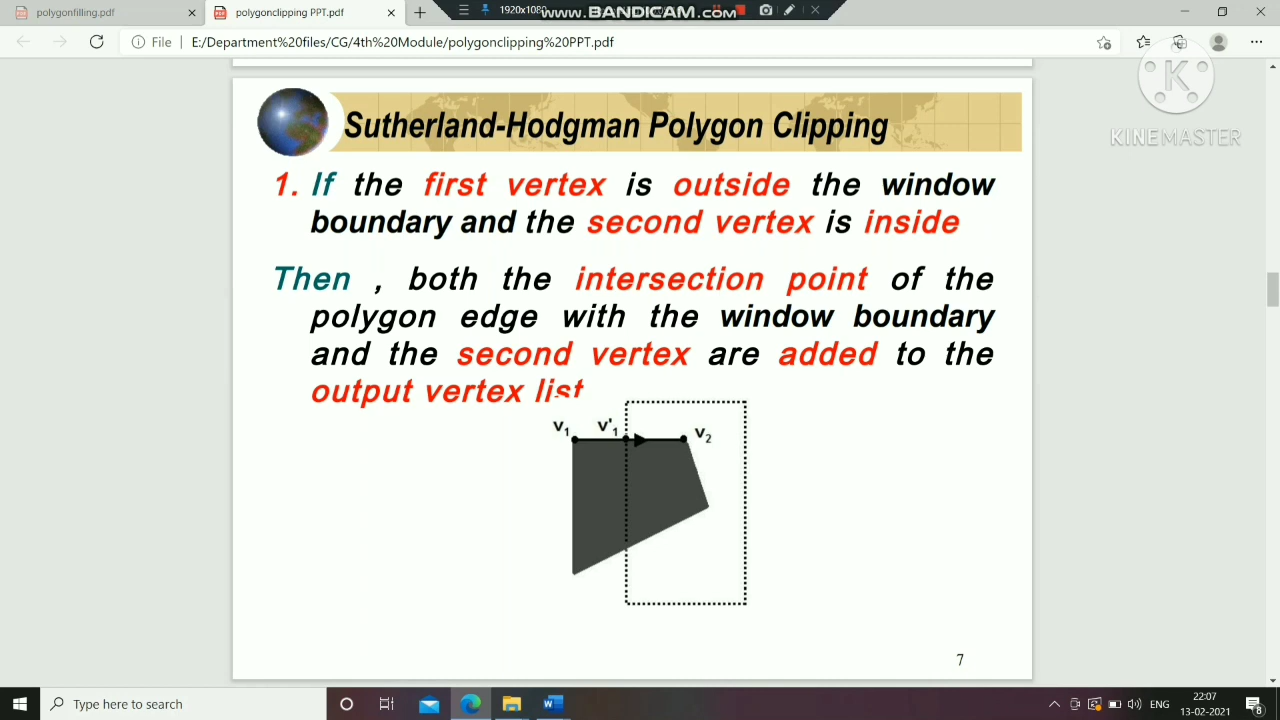 polygonfilling.pdf
polygonclipping PPT.pdf
1920x1080
www.BANDICAM.com
File
E:/Department%20files/CG/4th%20Module/polygonclipping%20PPT.pdf
K
KINEMASTER
Sutherland-Hodgman Polygon Clipping
1. If the first vertex is outside the window
boundary and the second vertex is inside
Then , both the intersection point of the
polygon edge with the window boundary
and the second vertex are added to the
output vertex list
v1 v'1 v2
7
Type here to search
ENG
22:07
13-02-2021
8